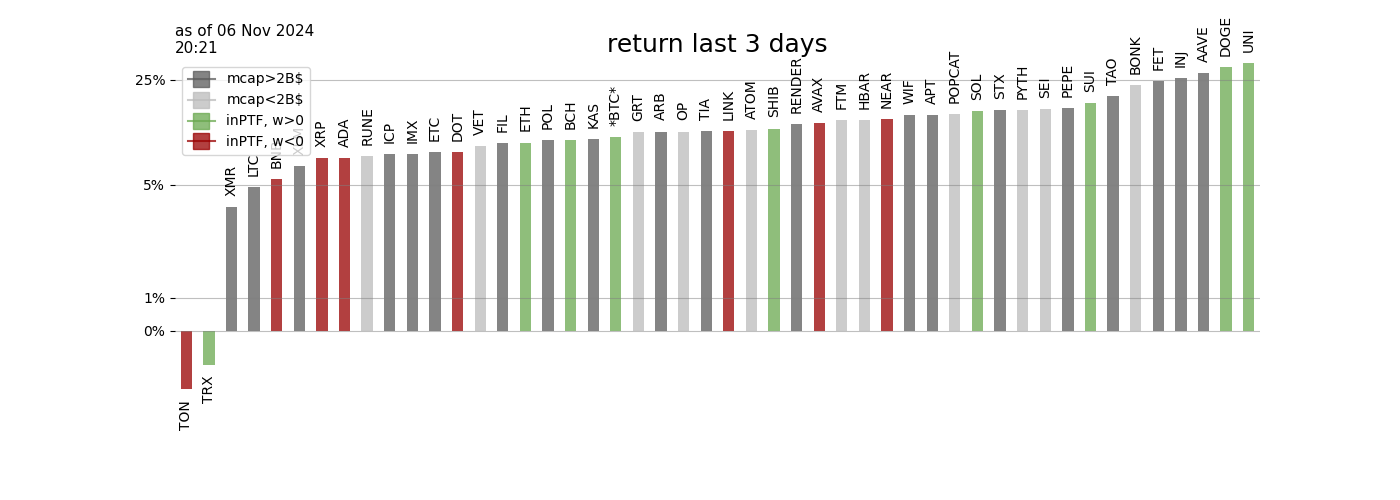 as of 06 Nov 2024
20:21
return last 3 days
mcap>2B$
mcap<2B$
inPTF, w>0
inPTF, w<0
25%
5%
1%
0%
TON
TRX
XMR
LTC
XRP
ADA
RUNE
ICP
IMX
ETC
DOT
VET
FIL
ETH
POL
BCH
KAS
*BTC*
GRT
ARB
OP
TIA
LINK
ATOM
SHIB
RENDER
AVAX
FTM
HBAR
NEAR
WIF
APT
POPCAT
SOL
STX
PYTH
SEI
PEPE
SUI
TAO
BONK
FET
INJ
AAVE
DOGE
UNI